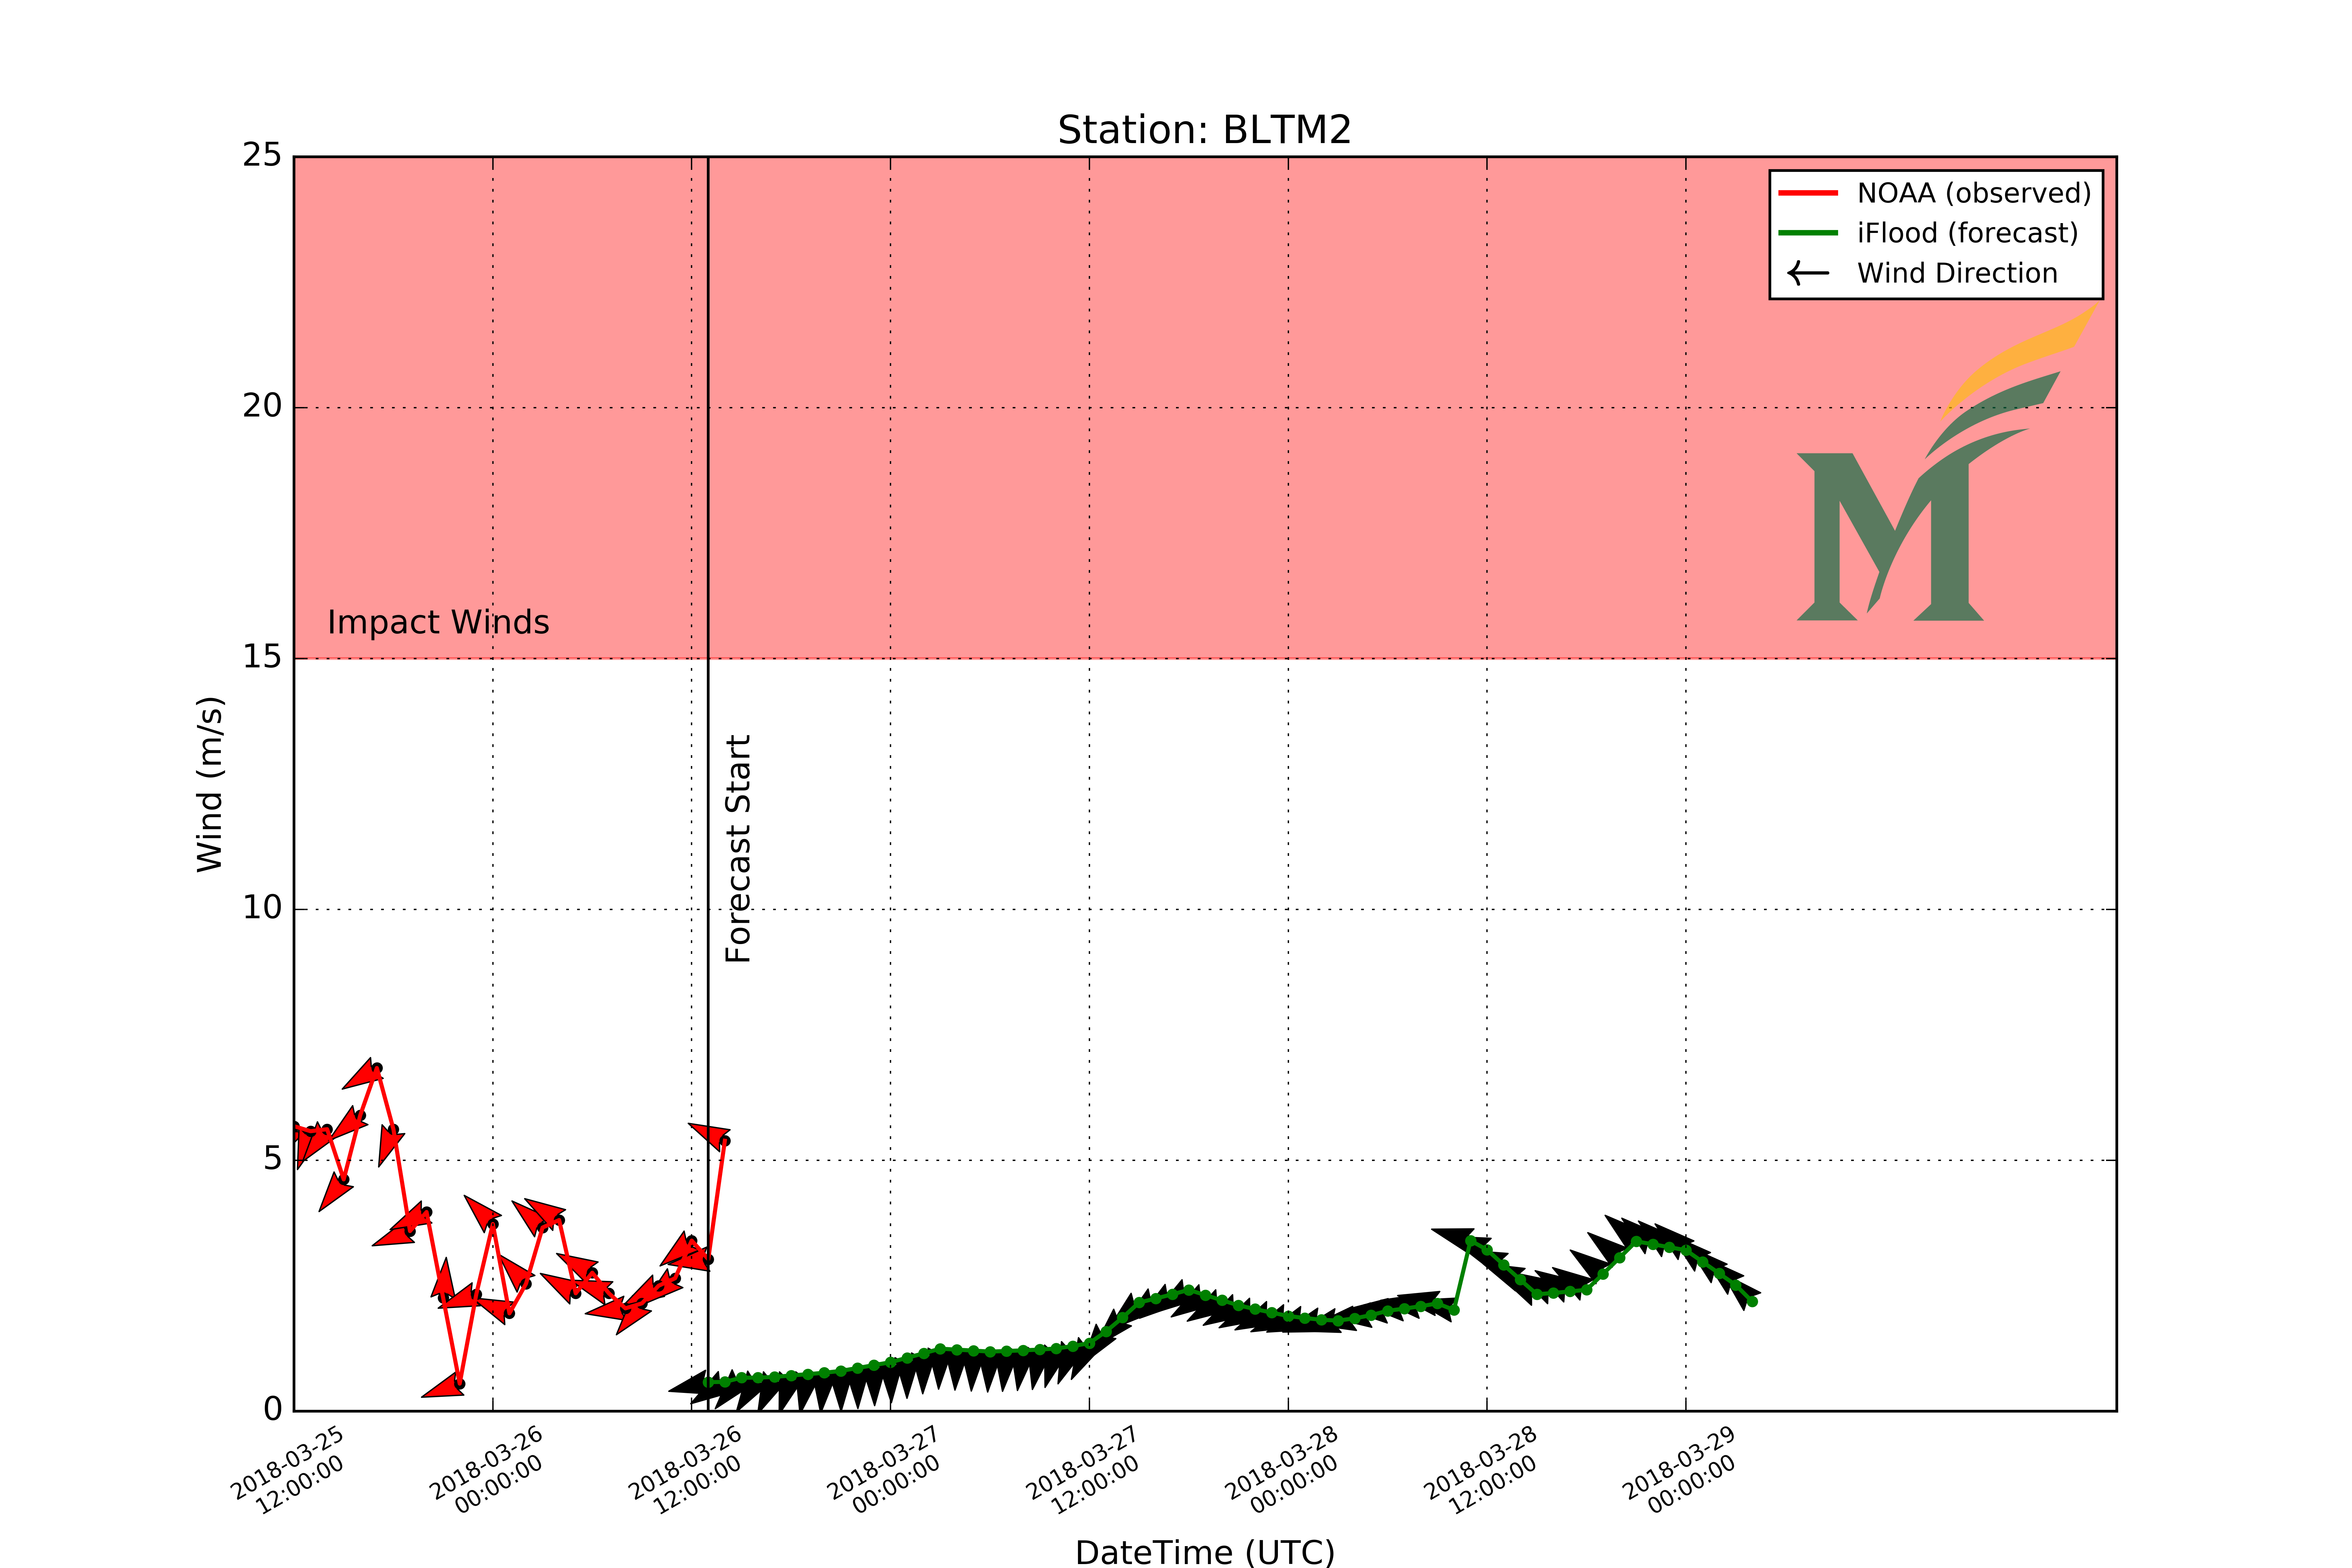 Station: BLTM2
25
20
15
10
5
0
Wind (m/s)
NOAA (observed)
iFlood (forecast)
Wind Direction
M
Impact Winds
Forecast Start
2018-03-25
12:00:00
2018-03-26
00:00:00
2018-03-26
12:00:00
2018-03-27
00:00:00
2018-03-27
12:00:00
2018-03-28
00:00:00
2018-03-28
12:00:00
2018-03-29
00:00:00
DateTime (UTC)